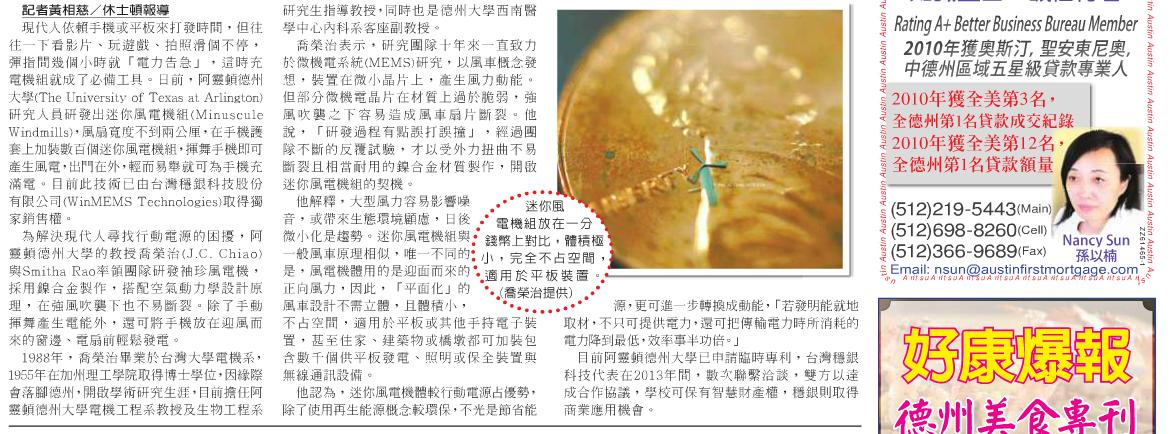 記者黃相慈／休士頓報導
現代人依賴手機或平板來打發時間，但往
往一下看影片、玩遊戲、拍照滑個不停，
彈指間幾個小時就「電力告急」，這時充
電機組就成了必備工具。日前，阿靈頓德州
大學(The University of Texas at Arlington)
研究人員研發出迷你風電機組(Minuscule
Windmills)，風扇寬度不到兩公厘，在手機護
套上加裝數百個迷你風電機組，揮舞手機即可
產生風電，出門在外，輕而易舉就可為手機充
滿電。目前此技術已由台灣穩銀科技股份
有限公司(WinMEMS Technologies)取得獨
家銷售權。
為解決現代人尋找行動電源的困擾，阿
靈頓德州大學的教授喬榮治(J.C. Chiao)
與Smitha Rao率領團隊研發袖珍風電機，
採用鎳合金製作，搭配空氣動力學設計原
理，在強風吹襲下也不易斷裂。除了手動
揮舞產生電能外，還可將手機放在迎風而
來的窗邊、電扇前輕鬆發電。
1988年，喬榮治畢業於台灣大學電機系，
1955年在加州理工學院取得博士學位，因緣際
會落腳德州，開啟學術研究生涯，目前擔任阿
靈頓德州大學電機工程系教授及生物工程系
研究生指導教授，同時也是德州大學西南醫
學中心內科系客座副教授。
喬榮治表示，研究團隊十年來一直致力
於微機電系統(MEMS)研究，以風車概念發
想，裝置在微小晶片上，產生風力動能。
但部分微機電晶片在材質上過於脆弱，強
風吹襲之下容易造成風車扇片斷裂。他
說，「研發過程有點誤打誤撞」，經過團
隊不斷的反覆試驗，才以受外力扭曲不易
斷裂且相當耐用的鎳合金材質製作，開啟
迷你風電機組的契機。
他解釋，大型風力容易影響噪
音，或帶來生態環境顧慮，日後
微小化是趨勢。迷你風電機組與
一般風車原理相似，唯一不同的
是，風電機體用的是迎面而來的
正向風力，因此，「平面化」的
風車設計不需立體，且體積小，
不占空間，適用於平板或其他手持電子裝
置，甚至住家、建築物或橋墩都可加裝包
含數千個供平板發電、照明或保全裝置與
無線通訊設備。
他認為，迷你風電機體較行動電源占優勢，
除了使用再生能源概念較環保，不光是節省能
迷你風
電機組放在一分
錢幣上對比，體積極
小，完全不占空間，
適用於平板裝置。
(喬榮治提供)
源，更可進一步轉換成動能，「若發明能就地
取材，不只可提供電力，還可把傳輸電力時所消耗的
電力降到最低，效率事半功倍。」
目前阿靈頓德州大學已申請臨時專利，台灣穩銀
科技代表在2013年間，數次聯繫洽談，雙方以達
成合作協議，學校可保有智慧財產權，穩銀則取得
商業應用機會。
Rating A+ Better Business Bureau Member
2010年獲奧斯汀, 聖安東尼奧,
中德州區域五星級貸款專業人
2010年獲全美第3名,
全德州第1名貸款成交紀錄
2010年獲全美第12名,
全德州第1名貸款額量
(512)219-5443(Main)
(512)698-8260(Cell)
(512)366-9689(Fax)
Nancy Sun
孫以楠
Email: nsun@austinfirstmortgage.com
好康爆報
德州美食專刊